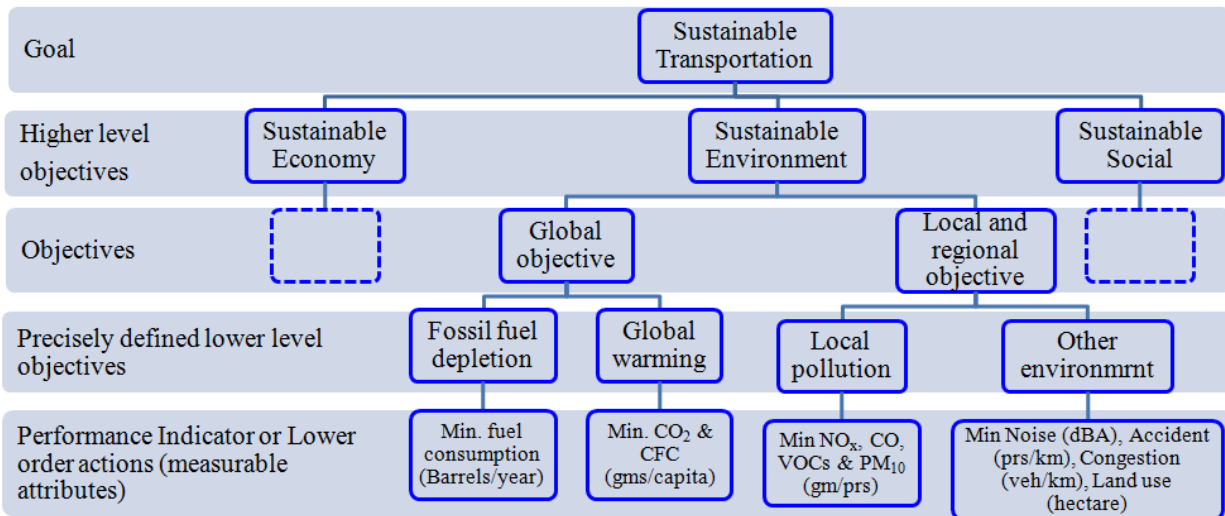 Goal
Sustainable
Transportation
Higher level
objectives
Sustainable
Economy
Sustainable
Environment
Sustainable
Social
Objectives
Global
objective
Local and
regional
objective
Precisely defined lower level
objectives
Fossil fuel
depletion
Global
warming
Local
pollution
Other
environmrnt
Performance Indicator or Lower
order actions (measurable
attributes)
Min. fuel
consumption
(Barrels/year)
Min. CO₂ &
CFC
(gms/capita)
Min NOₓ, CO,
VOCs & PM₁₀
(gm/prs)
Min Noise (dBA), Accident
(prs/km), Congestion
(veh/km), Land use
(hectare)